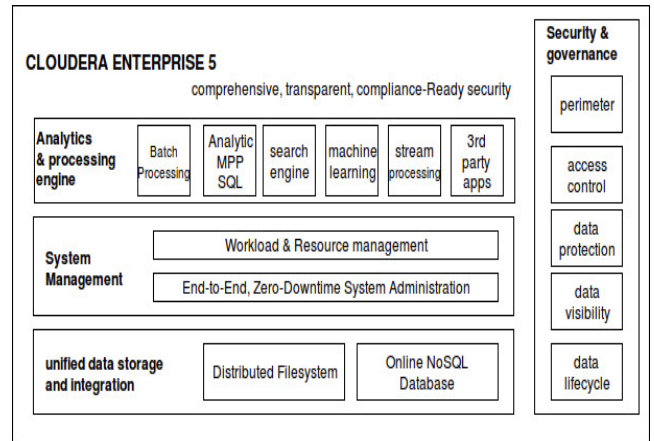 CLOUDERA ENTERPRISE 5
comprehensive, transparent, compliance-Ready security
Analytics
& processing
engine
Batch
Processing
Analytic
MPP
SQL
search
engine
machine
learning
stream
processing
3rd
party
apps
System
Management
Workload & Resource management
End-to-End, Zero-Downtime System Administration
unified data storage
and integration
Distributed Filesystem
Online NoSQL
Database
Security &
governance
perimeter
access
control
data
protection
data
visibility
data
lifecycle